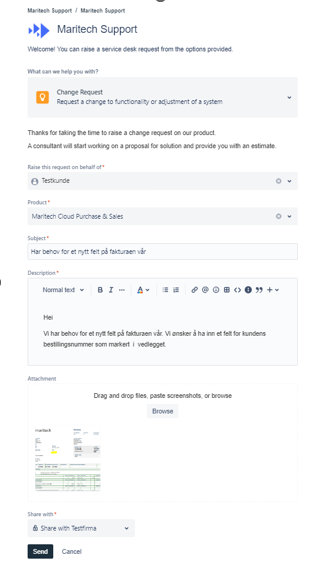 Maritech Support / Maritech Support
Maritech Support
Welcome! You can raise a service desk request from the options provided.
What can we help you with?
Change Request
Request a change to functionality or adjustment of a system
Thanks for taking the time to raise a change request on our product.
A consultant will start working on a proposal for solution and provide you with an estimate.
Raise this request on behalf of*
Testkunde
Product*
Maritech Cloud Purchase & Sales
Subject*
Har behov for et nytt felt på fakturaen vår
Description*
Normal text B I ... A
Hei
Vi har behov for et nytt felt på fakturaen vår. Vi ønsker å ha inn et felt for kundens
bestillingsnummer som markert i vedlegget.
Attachment
Drag and drop files, paste screenshots, or browse
Browse
maritech
Share with*
Share with Testfirma
Send Cancel